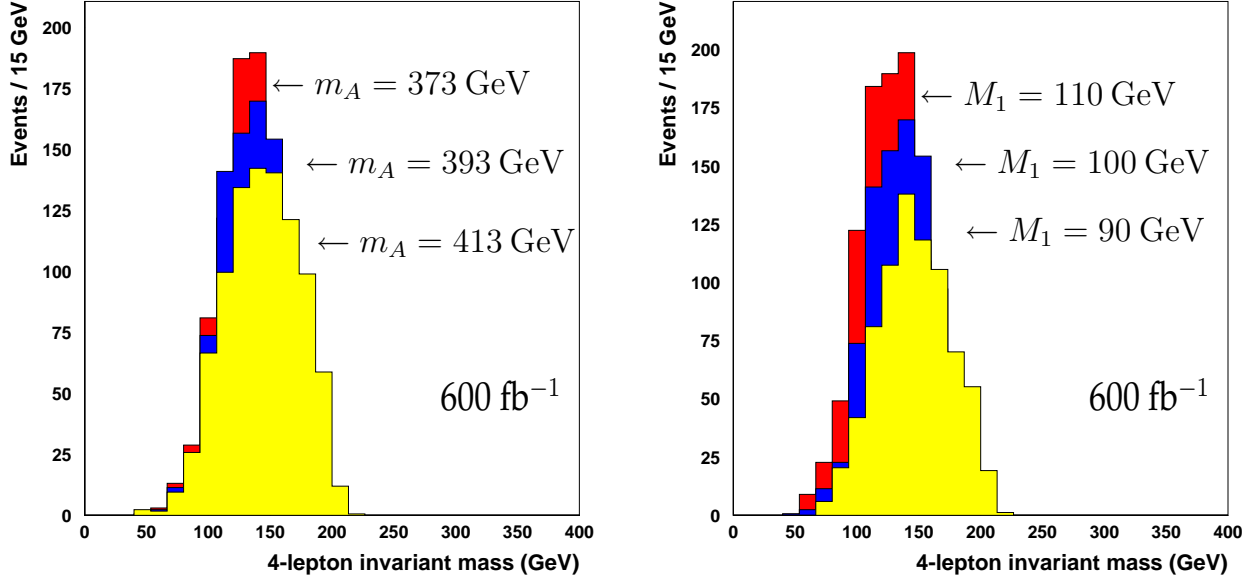 Events / 15 GeV
200
175
150
125
100
75
50
25
0
0 50 100 150 200 250 300 350 400
4-lepton invariant mass (GeV)
← m_A = 373 GeV
← m_A = 393 GeV
← m_A = 413 GeV
600 fb⁻¹
Events / 15 GeV
200
175
150
125
100
75
50
25
0
0 50 100 150 200 250 300 350 400
4-lepton invariant mass (GeV)
← M₁ = 110 GeV
← M₁ = 100 GeV
← M₁ = 90 GeV
600 fb⁻¹